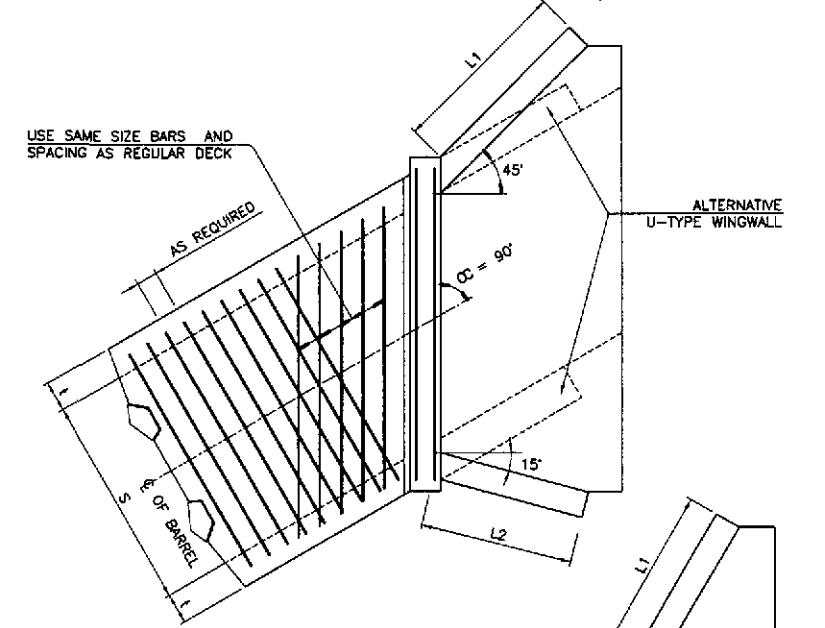 L1
USE SAME SIZE BARS AND
SPACING AS REGULAR DECK
45'
AS REQUIRED
ALTERNATIVE
U-TYPE WINGWALL
∝ = 90'
t
S
℄ OF BARREL
15'
L2
t
L1